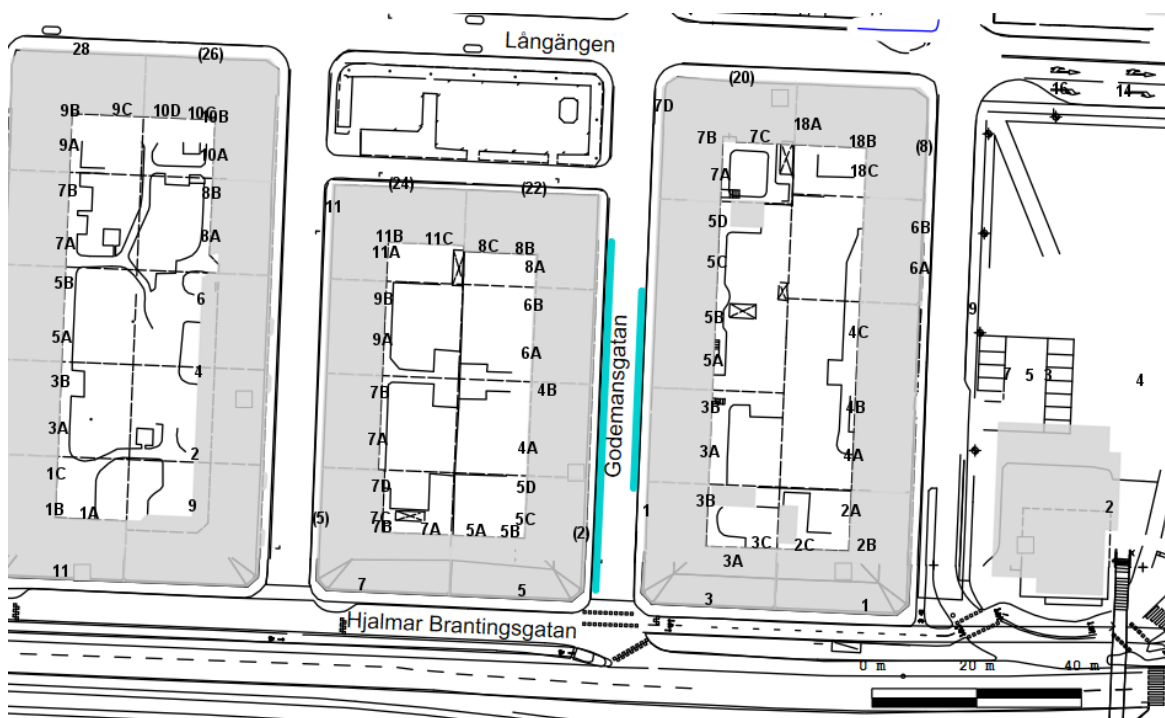 Långängen
28
(26)
9B
9C
10D
10C
10B
9A
10A
7B
8B
7A
8A
5B
6
5A
3B
4
3A
1C
2
1B
1A
9
11
(24)
(22)
11
11B
11C
8C
8B
11A
8A
9B
6B
9A
6A
7B
4B
7A
4A
7D
5D
7C
5C
7B
7A
5A
5B
(5)
(2)
7
5
Godemansgatan
(20)
7D
18A
7B
7C
18B
(8)
7A
18C
5D
6B
5C
6A
5B
4C
5A
3B
4B
3A
4A
3B
1
2A
3C
2C
2B
3A
3
1
16
14
9
7
5
3
4
2
Hjalmar Brantingsgatan
0 m
20 m
40 m